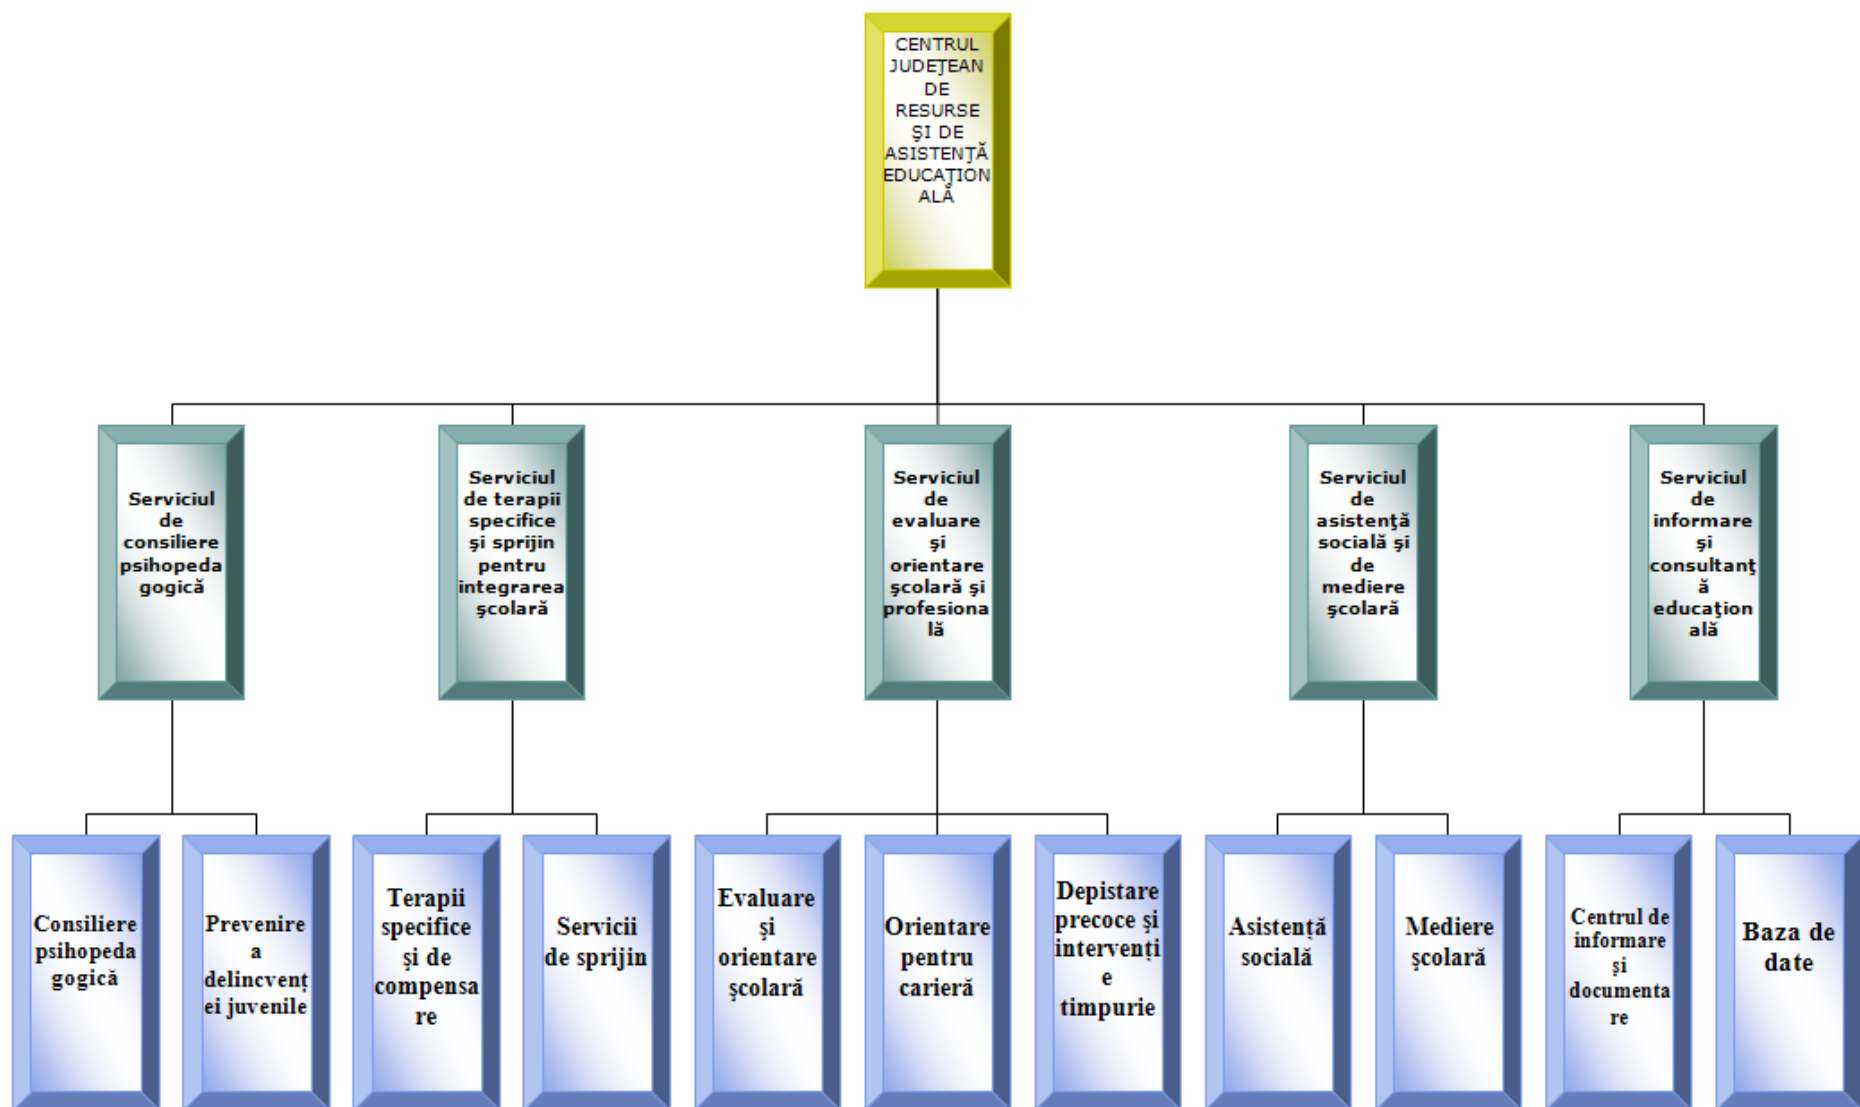 CENTRUL
JUDEŢEAN
DE
RESURSE
ŞI DE
ASISTENŢĂ
EDUCAŢION
ALĂ
Serviciul
de
consiliere
psihopeda
gogică
Serviciul
de terapii
specifice
şi sprijin
pentru
integrarea
şcolară
Serviciul
de
evaluare
şi
orientare
şcolară şi
profesiona
lă
Serviciul
de
asistenţă
socială şi
de
mediere
şcolară
Serviciul
de
informare
şi
consultanţ
ă
educaţion
ală
Consiliere
psihopeda
gogică
Prevenire
a
delincvenţ
ei juvenile
Terapii
specifice
şi de
compensa
re
Servicii
de sprijin
Evaluare
şi
orientare
şcolară
Orientare
pentru
carieră
Depistare
precoce şi
intervenţi
e
timpurie
Asistenţă
socială
Mediere
şcolară
Centrul de
informare
şi
documenta
re
Baza de
date